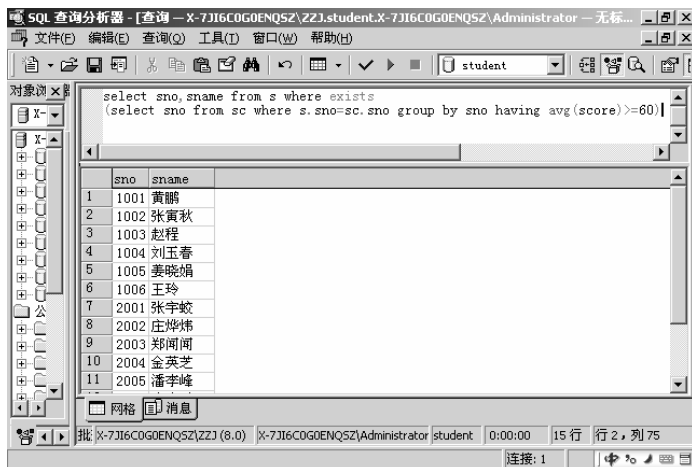 SQL 查询分析器 - [查询 — X-7JI6C0G0ENQSZ\ZZJ.student.X-7JI6C0G0ENQSZ\Administrator — 无标...
文件(F) 编辑(E) 查询(Q) 工具(T) 窗口(W) 帮助(H)
student
对象浏
X-
select sno,sname from s where exists
(select sno from sc where s.sno=sc.sno group by sno having avg(score)>=60)
X-
公
sno sname
1 1001 黄鹏
2 1002 张寅秋
3 1003 赵程
4 1004 刘玉春
5 1005 姜晓娟
6 1006 王玲
7 2001 张宇蛟
8 2002 庄烨炜
9 2003 郑闻闻
10 2004 金英芝
11 2005 潘李峰
网格 消息
批 X-7JI6C0G0ENQSZ\ZZJ (8.0) X-7JI6C0G0ENQSZ\Administrator student 0:00:00 15 行 行 2，列 75
连接: 1
中